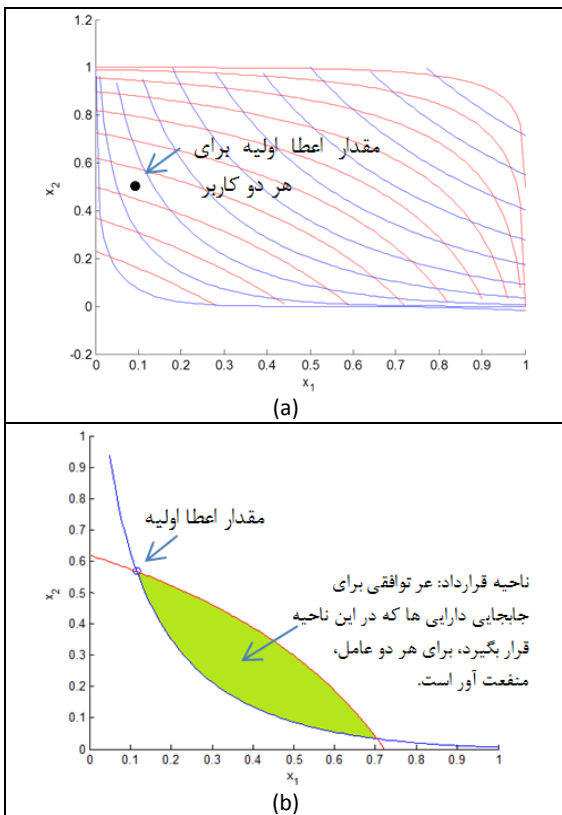 1.2
1
0.8
0.6
0.4
0.2
0
-0.2
x2
مقدار اعطا اولیه برای
هر دو کاربر
0 0.1 0.2 0.3 0.4 0.5 0.6 0.7 0.8 0.9 1
x1
(a)
1
0.9
0.8
0.7
0.6
0.5
0.4
0.3
0.2
0.1
0
x2
مقدار اعطا اولیه
ناحیه قرارداد: عر توافقی برای
جابجایی دارایی ها که در این ناحیه
قرار بگیرد، برای هر دو عامل،
منفعت آور است.
0 0.1 0.2 0.3 0.4 0.5 0.6 0.7 0.8 0.9 1
x1
(b)